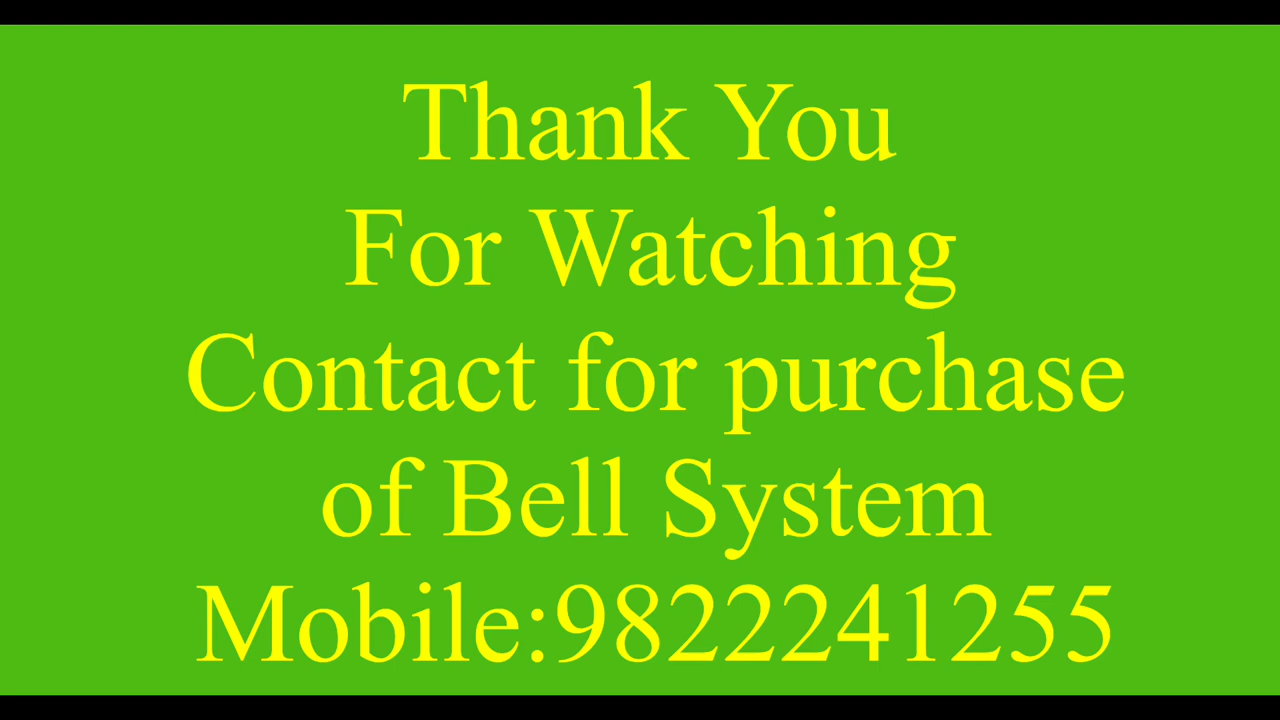 Thank You
For Watching
Contact for purchase
of Bell System
Mobile:9822241255